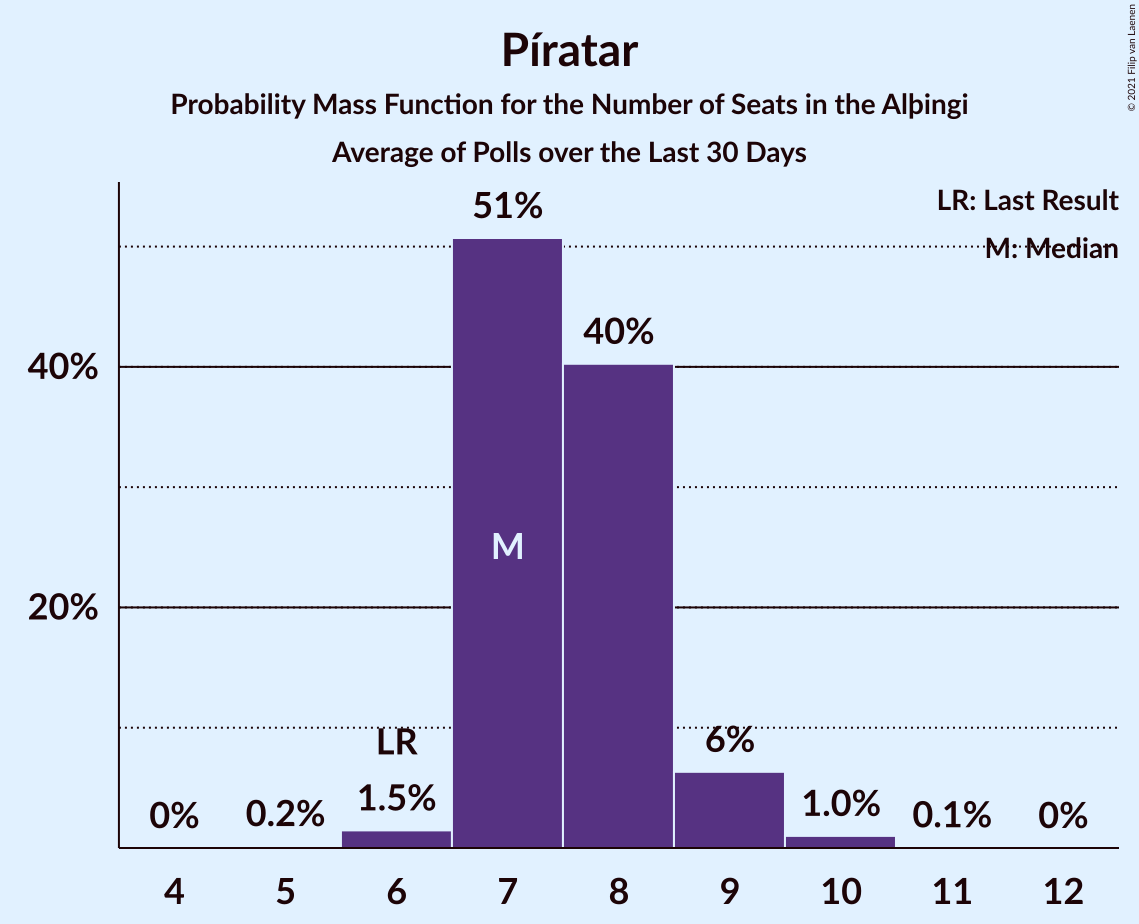 Píratar
Probability Mass Function for the Number of Seats in the Alþingi
Average of Polls over the Last 30 Days
© 2021 Filip van Laenen
LR: Last Result
M: Median
51%
40%
40%
M
20%
LR
6%
0%
0.2%
1.5%
1.0%
0.1%
0%
4 5 6 7 8 9 10 11 12